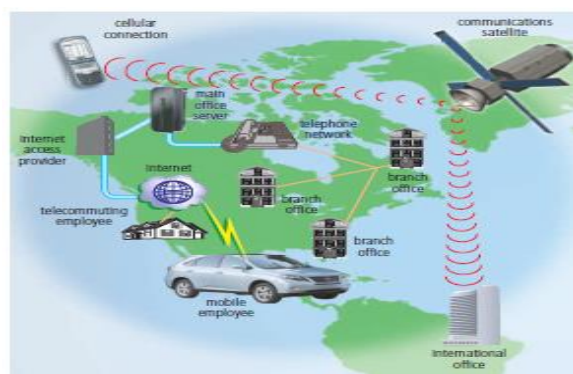 cellular
connection
communications
satellite
main
office
server
telephone
network
Internet
access
provider
Internet
branch
office
branch
office
telecommuting
employee
branch
office
mobile
employee
international
office